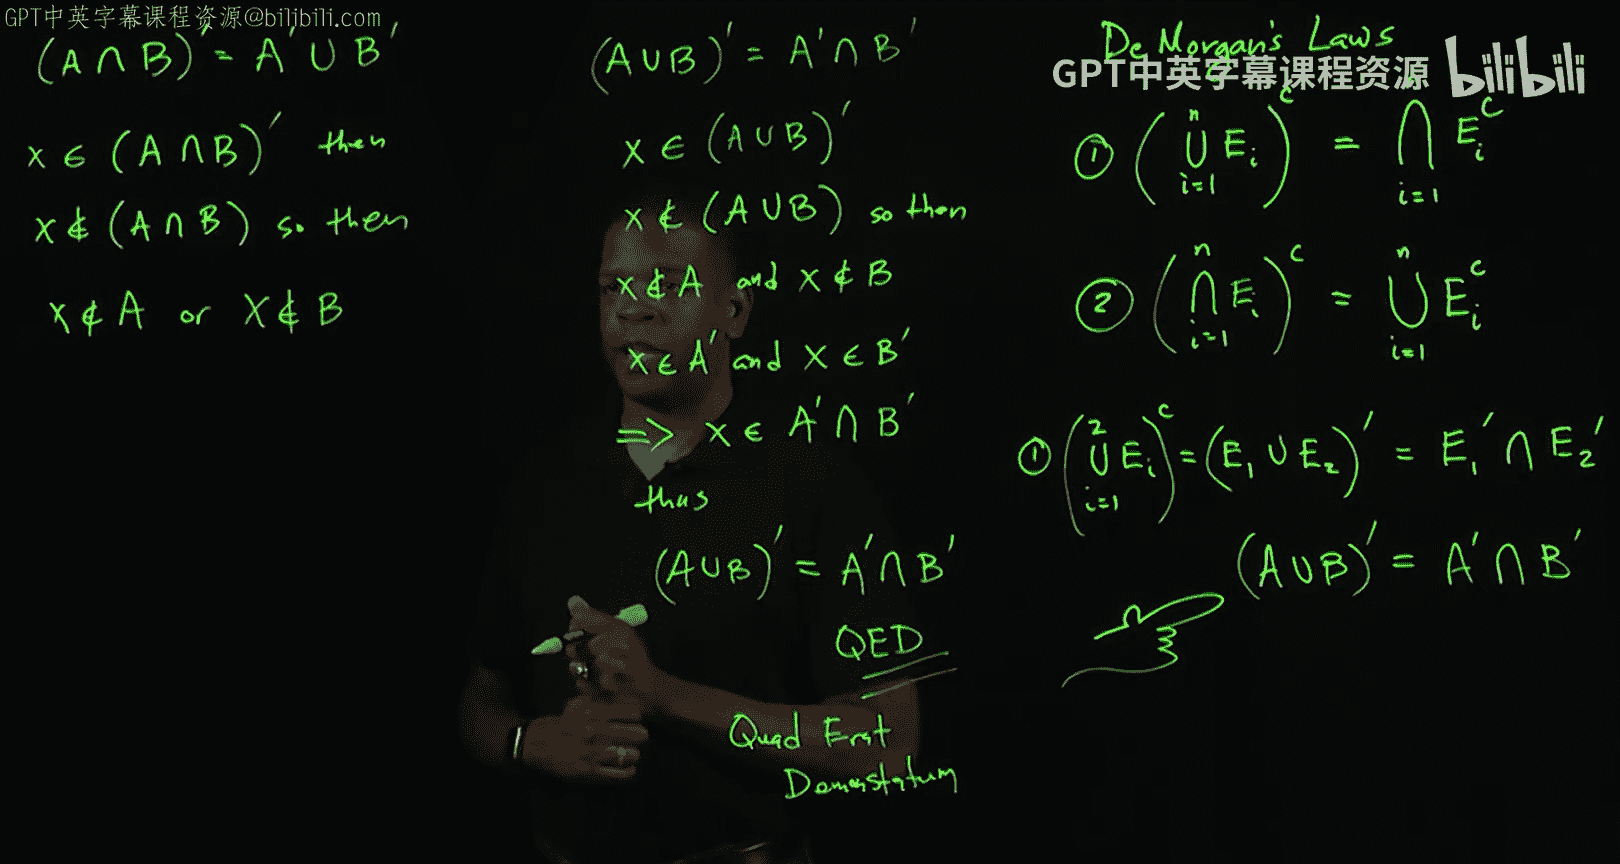 GPT中英字幕课程资源@bilibili.com
(A ∩ B)' = A' ∪ B'
x ∈ (A ∩ B)' then
x ∉ (A ∩ B) so then
x ∉ A or x ∉ B
(A ∪ B)' = A' ∩ B'
x ∈ (A ∪ B)'
x ∉ (A ∪ B) so then
x ∉ A and x ∉ B
x ∈ A' and x ∈ B'
=> x ∈ A' ∩ B'
thus
(A ∪ B)' = A' ∩ B'
QED
Quad Erat
Demonstratum
De Morgan's Laws
GPT中英字幕课程资源 bilibili
① (⋃_{i=1}^{n} E_i)^c = ⋂_{i=1} E_i^c
② (⋂_{i=1}^{n} E_i)^c = ⋃_{i=1}^{n} E_i^c
① (⋃_{i=1}^{2} E_i)^c = (E_1 ∪ E_2)' = E_1' ∩ E_2'
(A ∪ B)' = A' ∩ B'